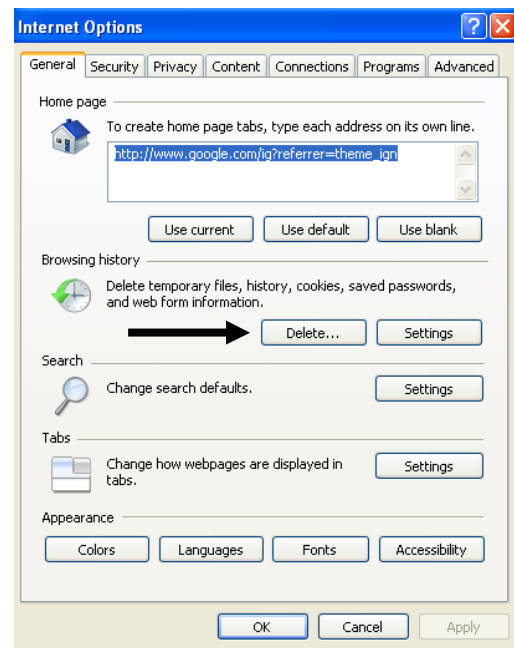 Internet Options
General Security Privacy Content Connections Programs Advanced
Home page
To create home page tabs, type each address on its own line.
http://www.google.com/ig?referrer=theme_ign
Use current Use default Use blank
Browsing history
Delete temporary files, history, cookies, saved passwords,
and web form information.
Delete... Settings
Search
Change search defaults. Settings
Tabs
Change how webpages are displayed in
tabs.
Settings
Appearance
Colors Languages Fonts Accessibility
OK Cancel Apply